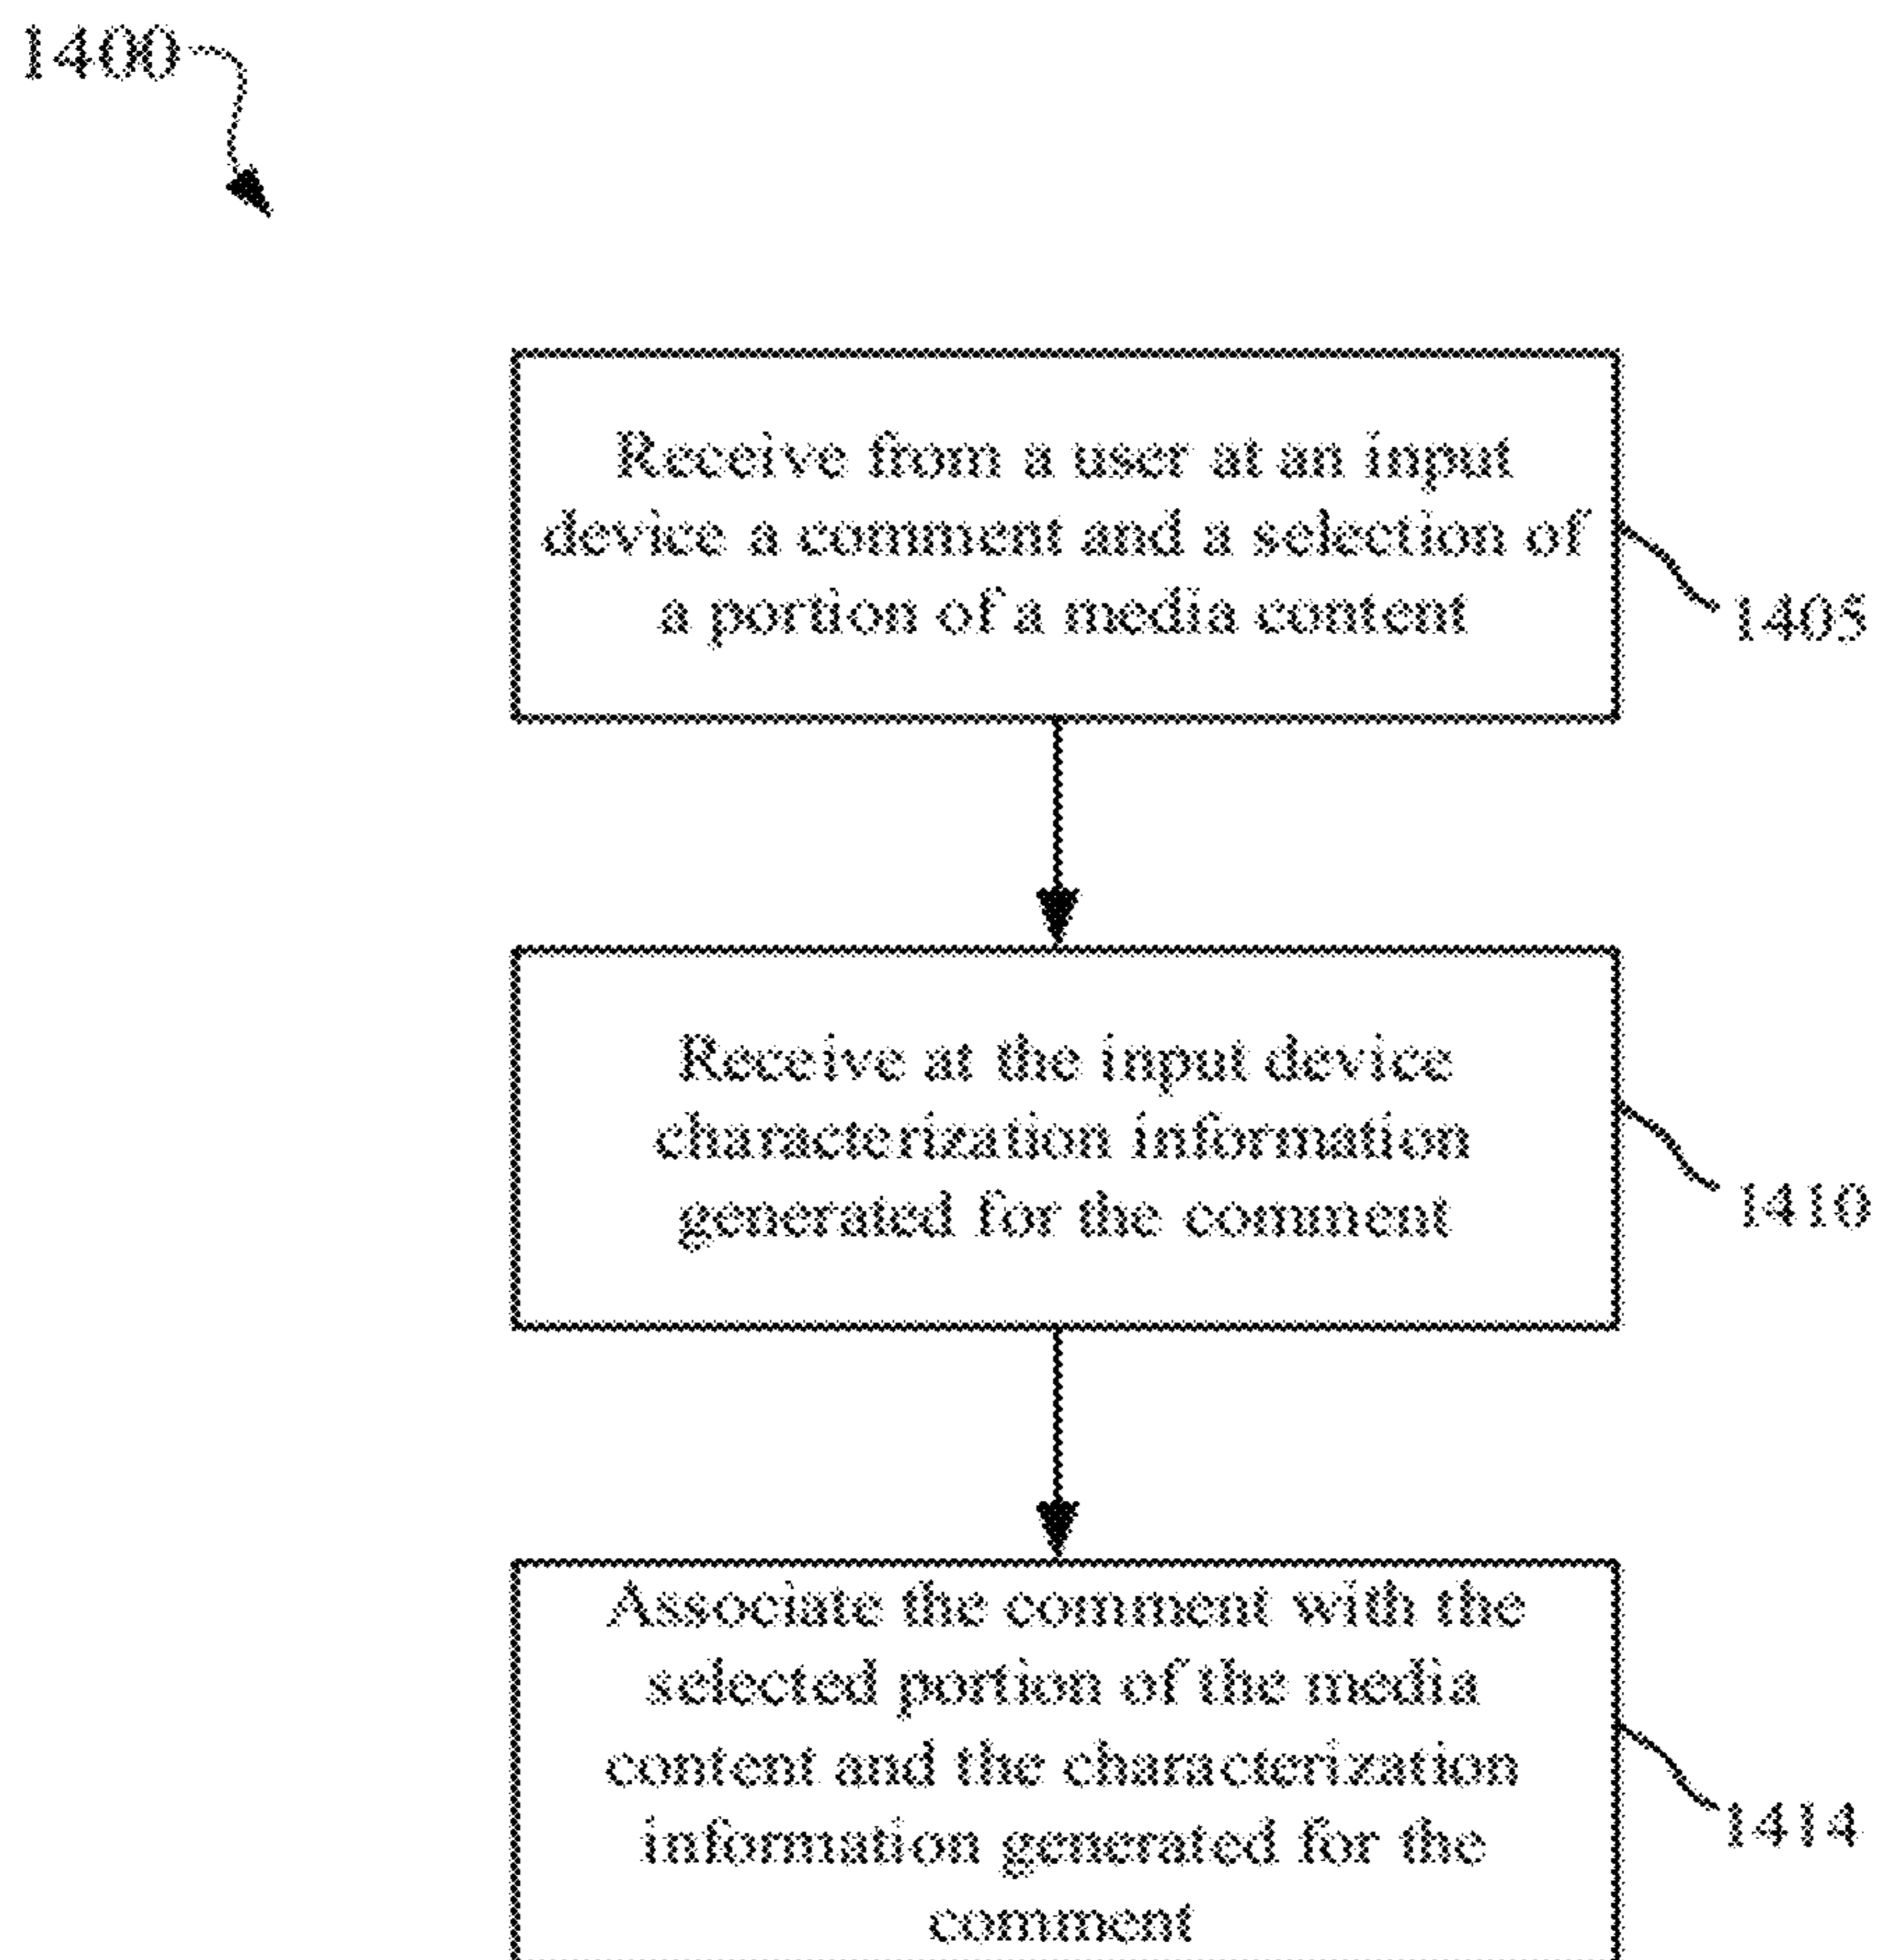 1400
Receive from a user at an input
device a comment and a selection of
a portion of a media content
1405
Receive at the input device
characterization information
generated for the comment
1410
Associate the comment with the
selected portion of the media
content and the characterization
information generated for the
comment
1414